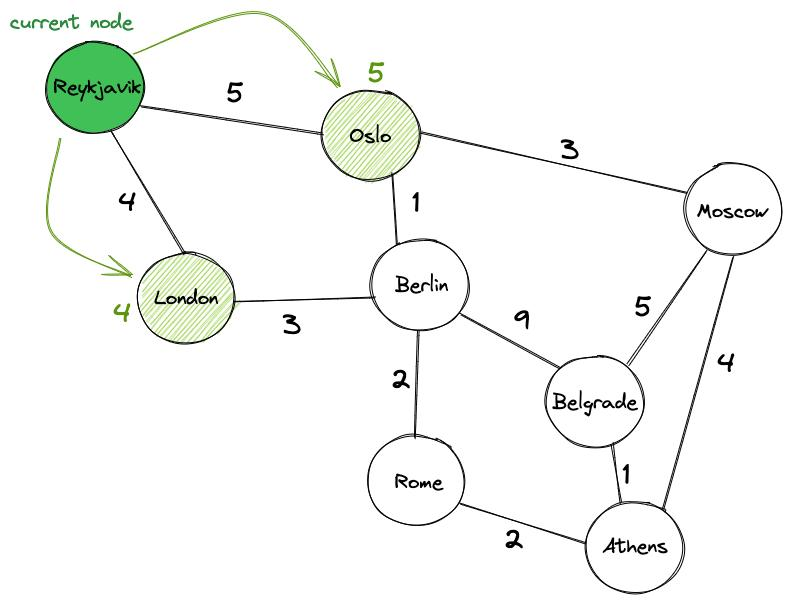 current node
Reykjavik
5
5
Oslo
3
Moscow
4
1
London
4
3
Berlin
9
5
4
2
Belgrade
Rome
1
2
Athens